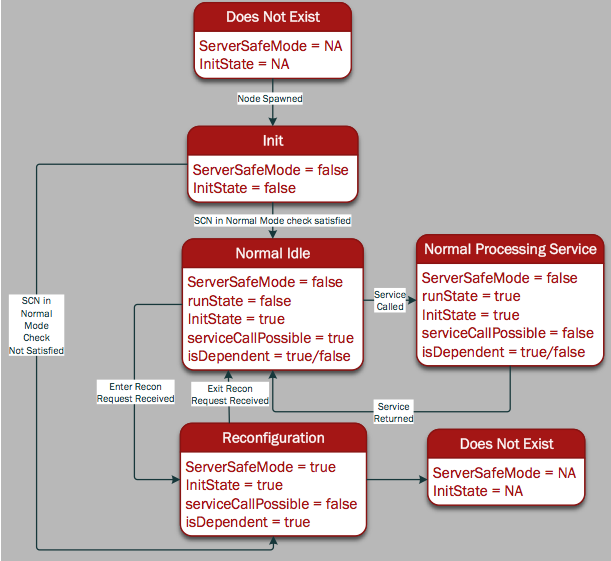 Does Not Exist
ServerSafeMode = NA
InitState = NA
Node Spawned
Init
ServerSafeMode = false
InitState = false
SCN in Normal Mode check satisfied
Normal Idle
ServerSafeMode = false
runState = false
InitState = true
serviceCallPossible = true
isDependent = true/false
Service
Called
Normal Processing Service
ServerSafeMode = false
runState = true
InitState = true
serviceCallPossible = false
isDependent = true/false
SCN in
Normal
Mode
Check
Not Satisfied
Enter Recon
Request Received
Exit Recon
Request Received
Service
Returned
Reconfiguration
ServerSafeMode = true
InitState = true
serviceCallPossible = false
isDependent = true
Does Not Exist
ServerSafeMode = NA
InitState = NA